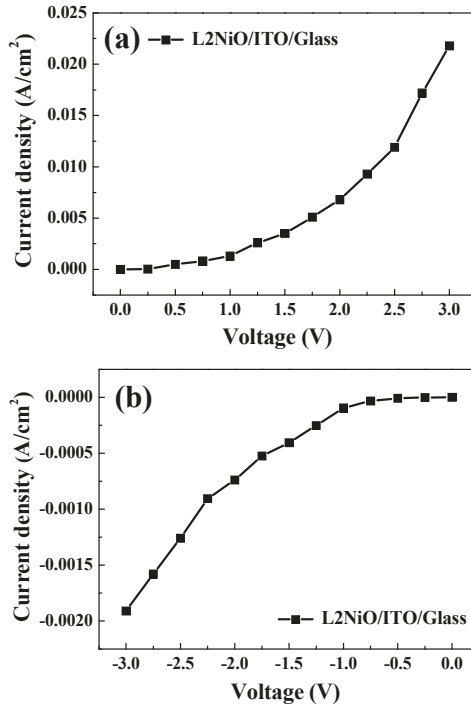 (a)
L2NiO/ITO/Glass
Current density (A/cm²)
0.025
0.020
0.015
0.010
0.005
0.000
0.0 0.5 1.0 1.5 2.0 2.5 3.0
Voltage (V)
(b)
Current density (A/cm²)
0.0000
-0.0005
-0.0010
-0.0015
-0.0020
L2NiO/ITO/Glass
-3.0 -2.5 -2.0 -1.5 -1.0 -0.5 0.0
Voltage (V)